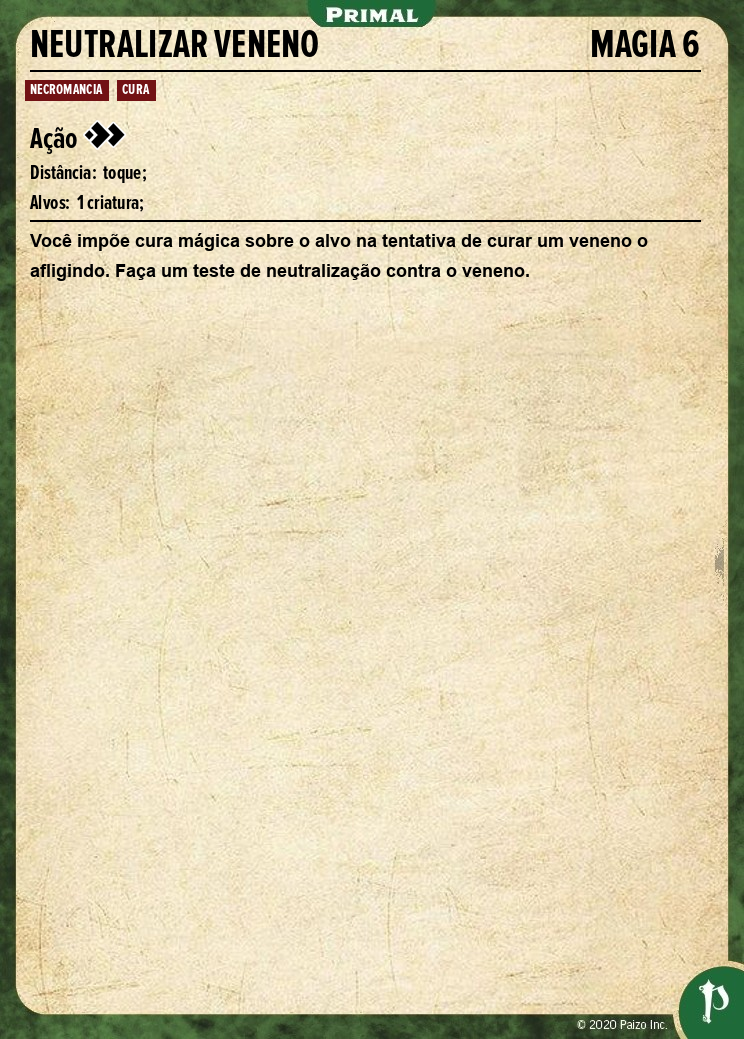 PRIMAL
NEUTRALIZAR VENENO MAGIA 6
NECROMANCIA CURA
Ação
Distância: toque;
Alvos: 1 criatura;
Você impõe cura mágica sobre o alvo na tentativa de curar um veneno o
afligindo. Faça um teste de neutralização contra o veneno.
© 2020 Paizo Inc.